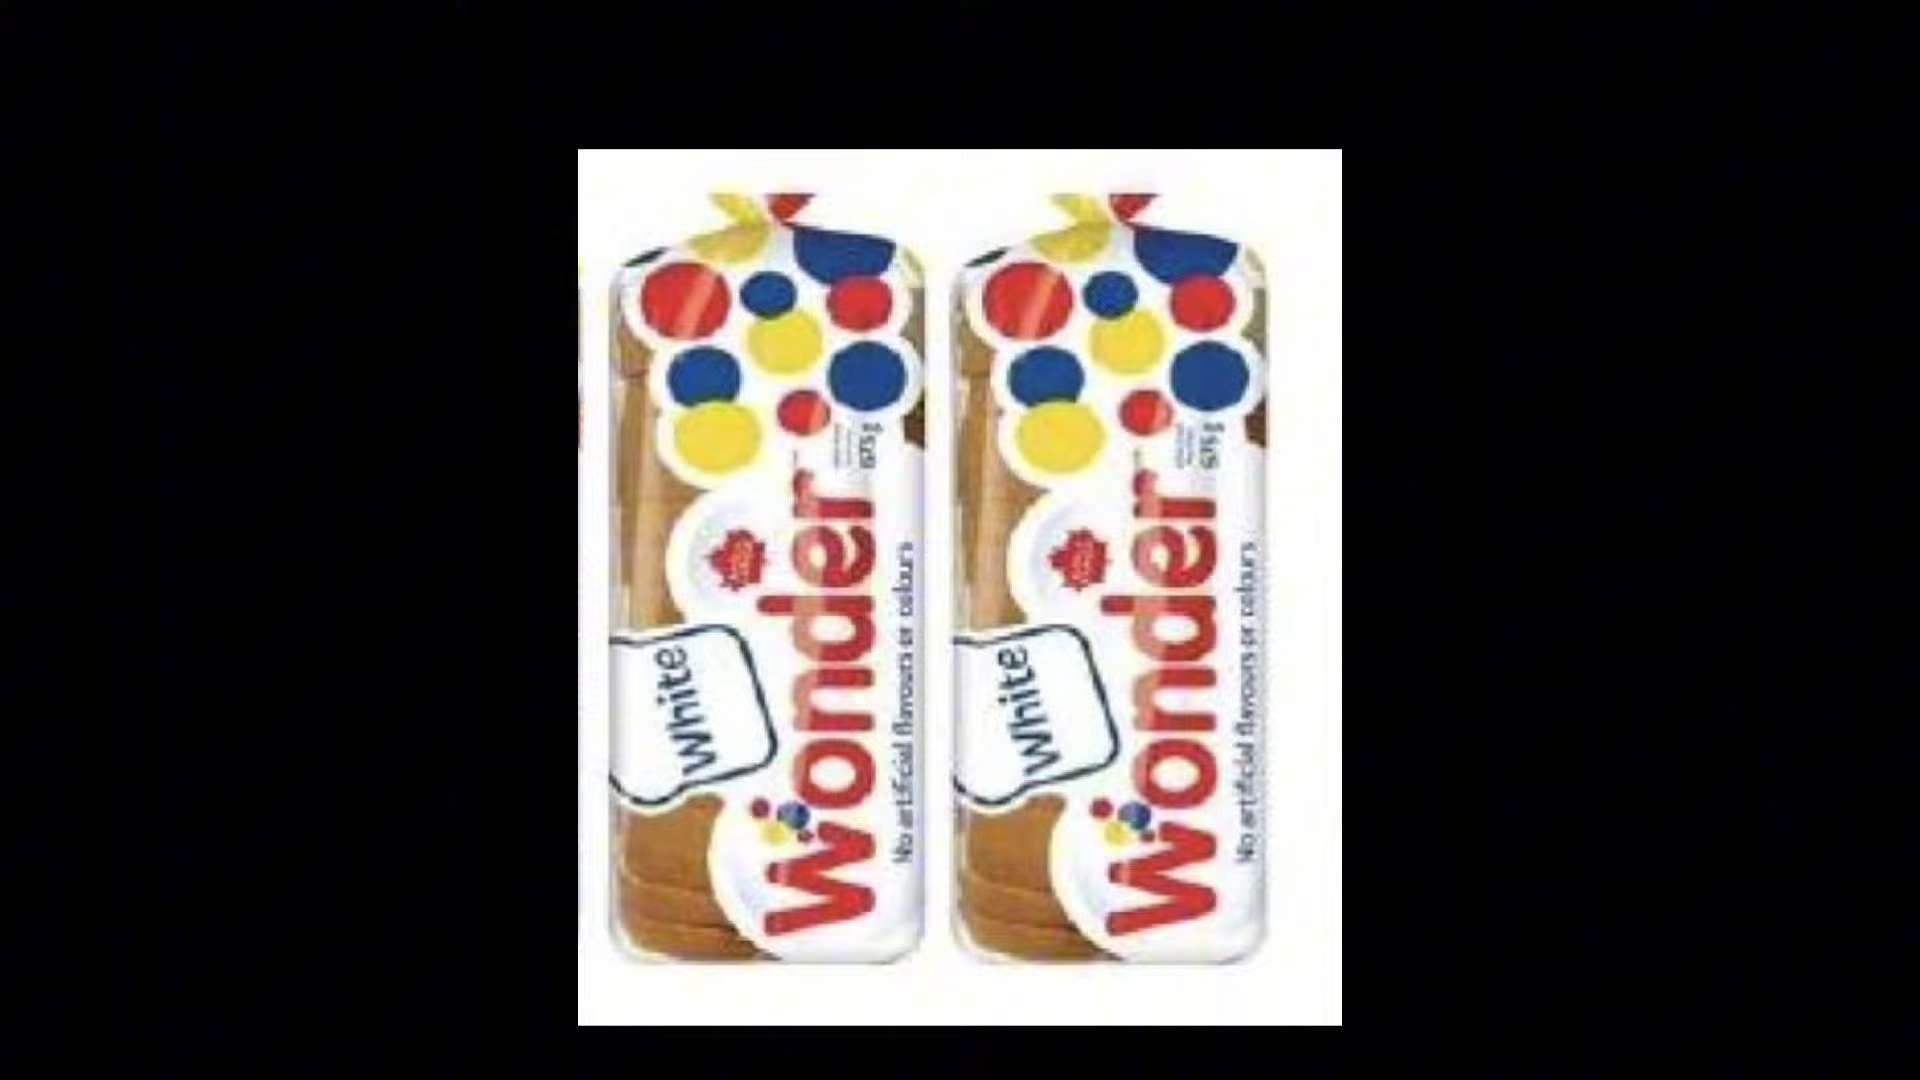 White
Wonder
No artificial flavours or colours
White
Wonder
No artificial flavours or colours